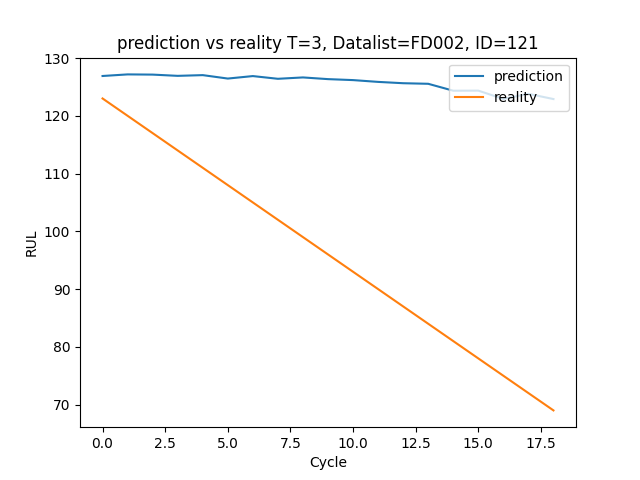 prediction vs reality T=3, Datalist=FD002, ID=121
130
120
110
100
90
80
70
RUL
prediction
reality
0.0 2.5 5.0 7.5 10.0 12.5 15.0 17.5
Cycle